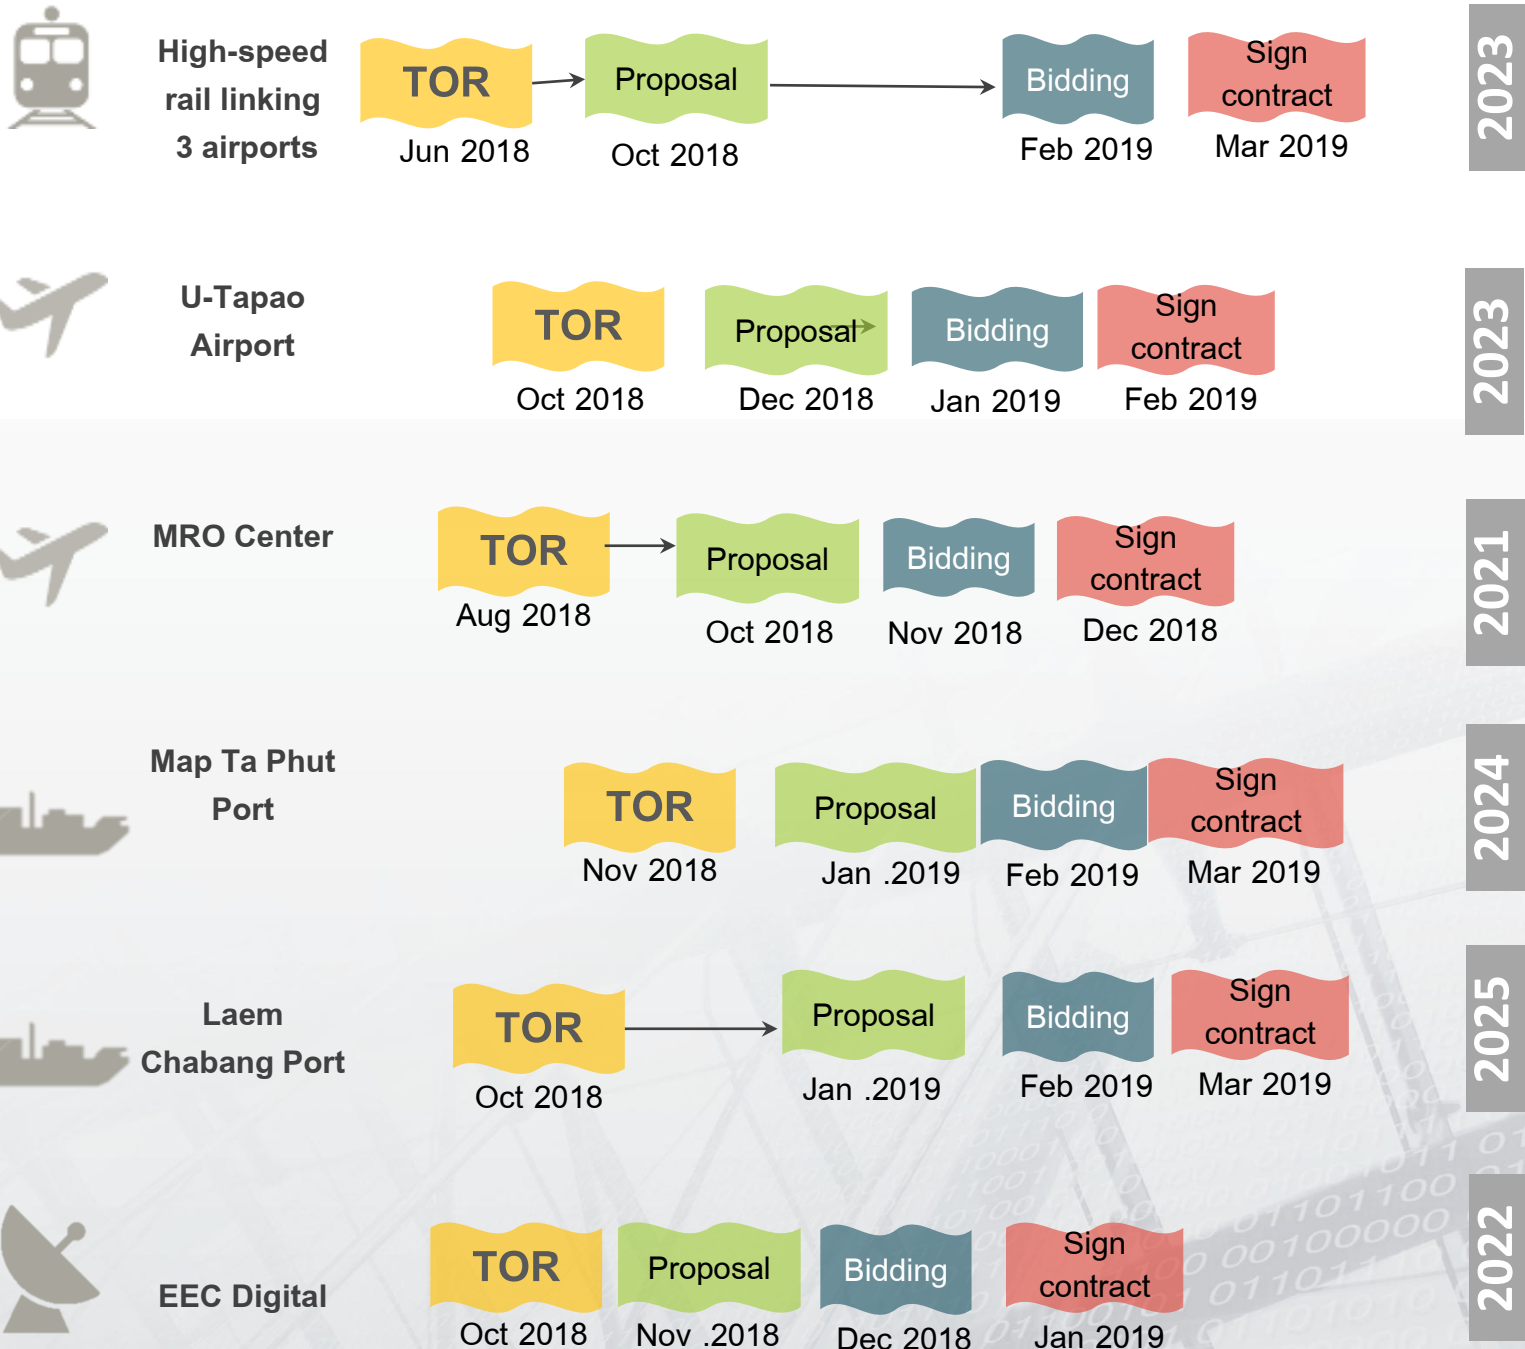 High-speed
rail linking
3 airports
TOR
Jun 2018
Proposal
Oct 2018
Bidding
Feb 2019
Sign
contract
Mar 2019
2023
U-Tapao
Airport
TOR
Oct 2018
Proposal
Dec 2018
Bidding
Jan 2019
Sign
contract
Feb 2019
2023
MRO Center
TOR
Aug 2018
Proposal
Oct 2018
Bidding
Nov 2018
Sign
contract
Dec 2018
2021
Map Ta Phut
Port
TOR
Nov 2018
Proposal
Jan .2019
Bidding
Feb 2019
Sign
contract
Mar 2019
2024
Laem
Chabang Port
TOR
Oct 2018
Proposal
Jan .2019
Bidding
Feb 2019
Sign
contract
Mar 2019
2025
EEC Digital
TOR
Oct 2018
Proposal
Nov .2018
Bidding
Dec 2018
Sign
contract
Jan 2019
2022